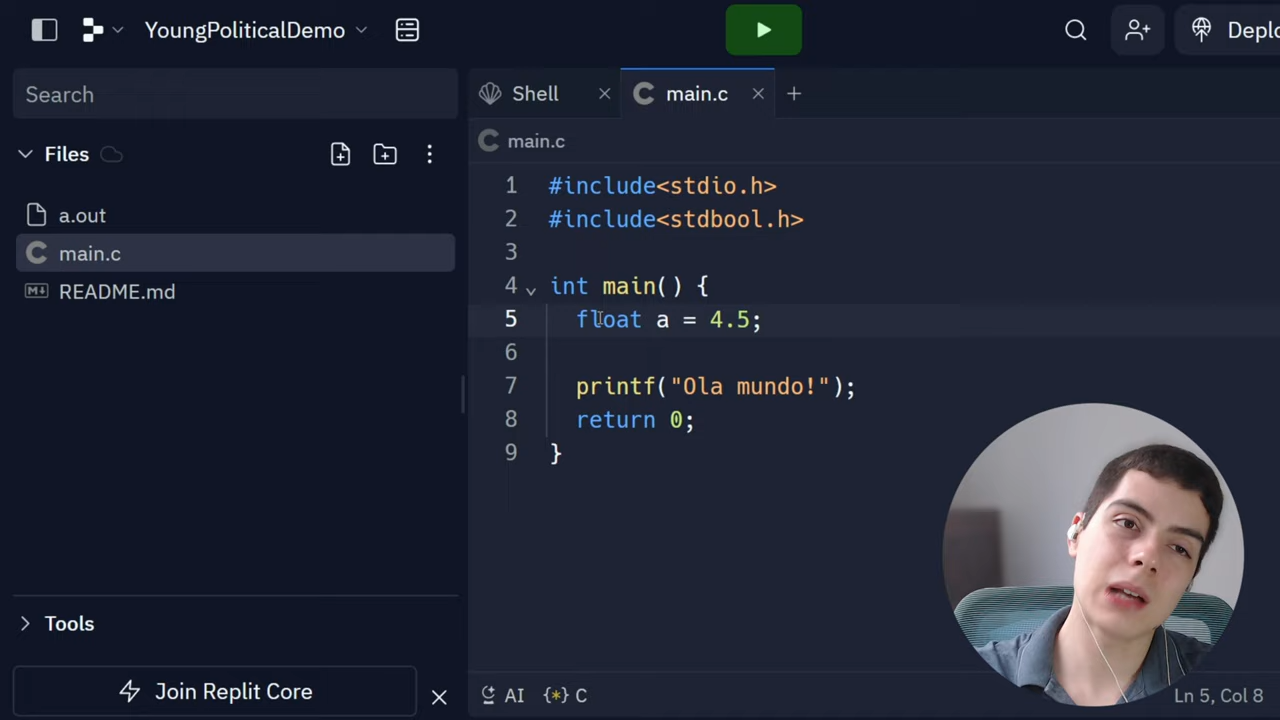 YoungPoliticalDemo
Deplo
Search
Shell
main.c
Files
main.c
a.out
main.c
README.md
1 #include<stdio.h>
2 #include<stdbool.h>
3
4 int main() {
5 float a = 4.5;
6
7 printf("Ola mundo!");
8 return 0;
9 }
Tools
Join Replit Core
AI {*} C
Ln 5, Col 8